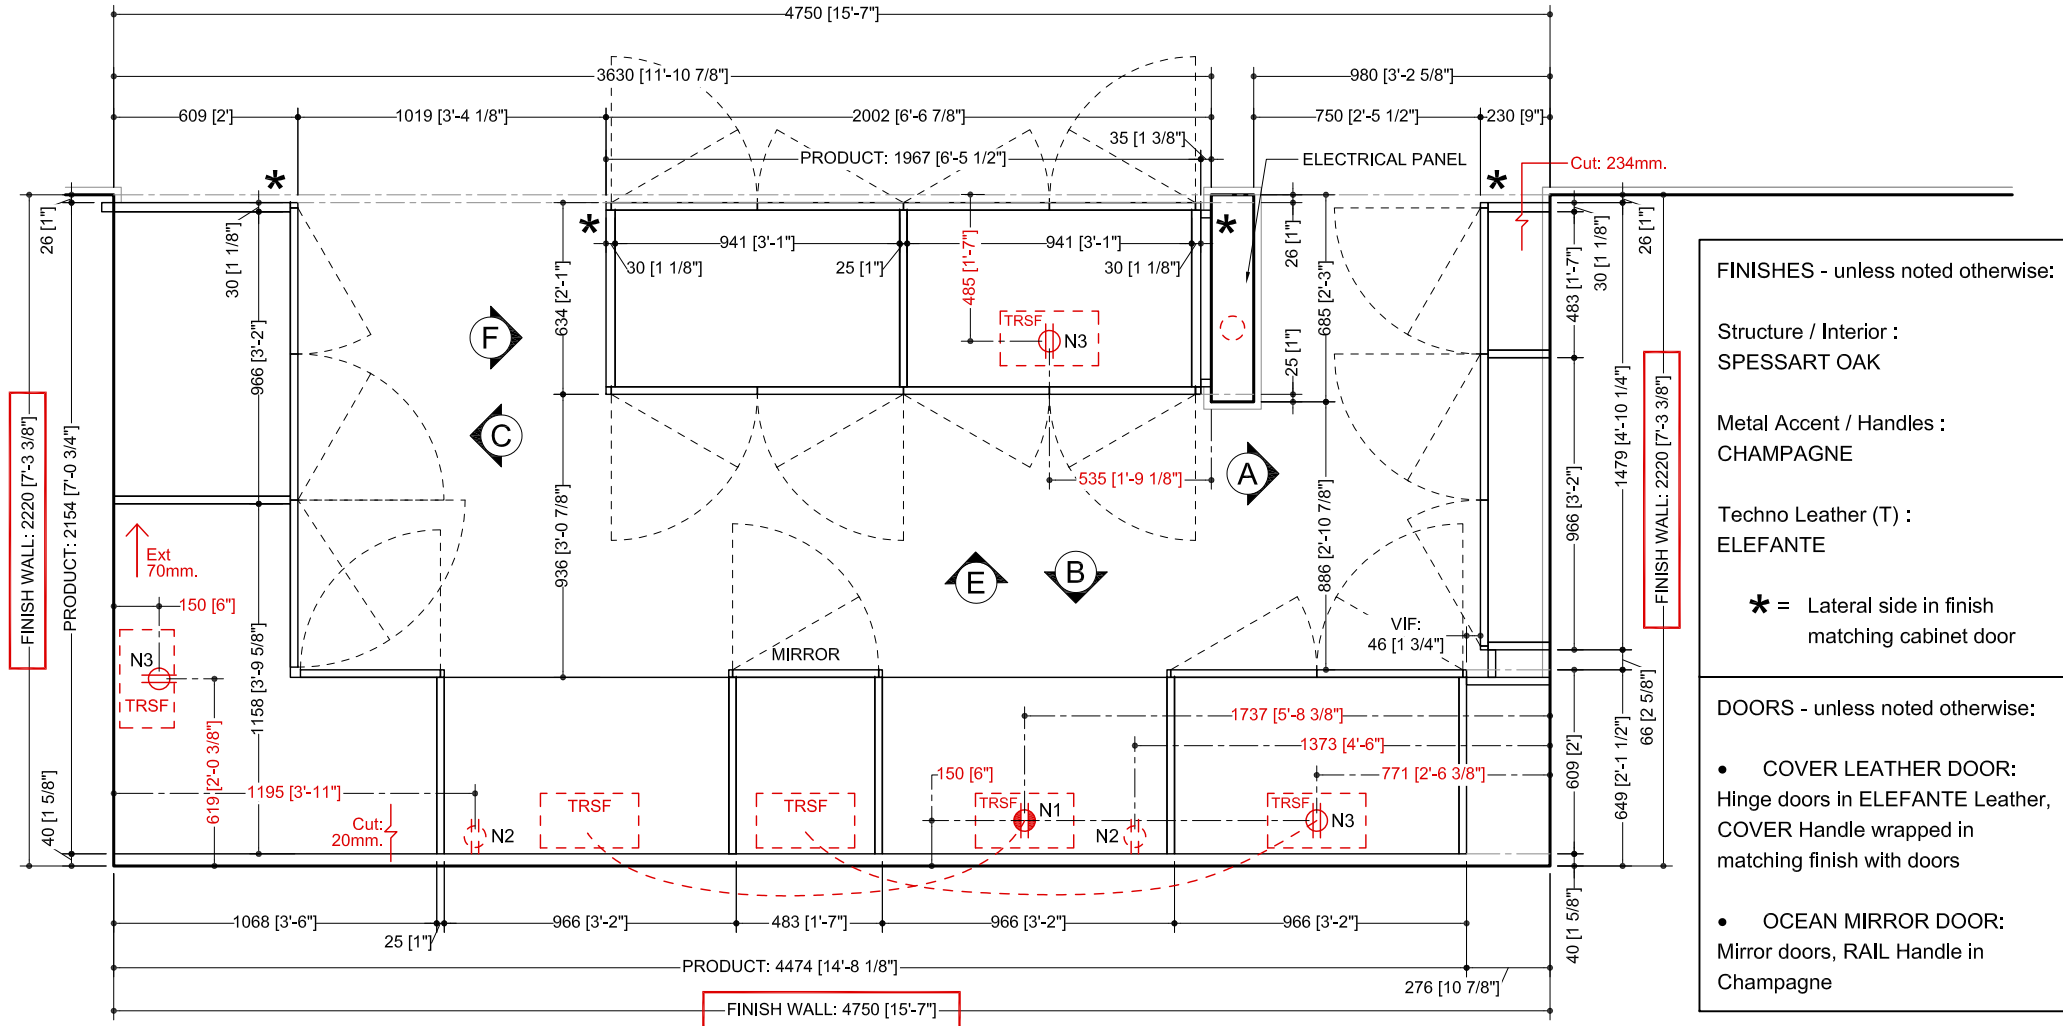 4750 [15'-7"]
3630 [11'-10 7/8"]
980 [3'-2 5/8"]
609 [2']
1019 [3'-4 1/8"]
2002 [6'-6 7/8"]
750 [2'-5 1/2"]
230 [9"]
35 [1 3/8"]
PRODUCT: 1967 [6'-5 1/2"]
ELECTRICAL PANEL
Cut: 234mm.
*
*
*
*
26 [1"]
30 [1 1/8"]
941 [3'-1"]
941 [3'-1"]
30 [1 1/8"]
25 [1"]
30 [1 1/8"]
485 [1'-7"]
26 [1"]
685 [2'-3"]
25 [1"]
483 [1'-7"]
30 [1 1/8"]
26 [1"]
634 [2'-1"]
966 [3'-2"]
F
C
TRSF
N3
A
535 [1'-9 1/8"]
FINISH WALL: 2220 [7'-3 3/8"]
PRODUCT: 2154 [7'-0 3/4"]
1479 [4'-10 1/4"]
966 [3'-2"]
FINISH WALL: 2220 [7'-3 3/8"]
936 [3'-0 7/8"]
886 [2'-10 7/8"]
Ext
70mm.
150 [6"]
N3
TRSF
E
B
MIRROR
VIF:
46 [1 3/4"]
1158 [3'-9 5/8"]
619 [2'-0 3/8"]
1737 [5'-8 3/8"]
1373 [4'-6"]
771 [2'-6 3/8"]
150 [6"]
609 [2']
649 [2'-1 1/2"]
66 [2 5/8"]
40 [1 5/8"]
1195 [3'-11"]
Cut:
20mm.
N2
TRSF
TRSF
TRSF
N1
N2
TRSF
N3
40 [1 5/8"]
1068 [3'-6"]
25 [1"]
966 [3'-2"]
483 [1'-7"]
966 [3'-2"]
966 [3'-2"]
PRODUCT: 4474 [14'-8 1/8"]
276 [10 7/8"]
FINISH WALL: 4750 [15'-7"]
FINISHES - unless noted otherwise:
Structure / Interior :
SPESSART OAK
Metal Accent / Handles :
CHAMPAGNE
Techno Leather (T) :
ELEFANTE
* = Lateral side in finish
matching cabinet door
DOORS - unless noted otherwise:
• COVER LEATHER DOOR:
Hinge doors in ELEFANTE Leather,
COVER Handle wrapped in
matching finish with doors
• OCEAN MIRROR DOOR:
Mirror doors, RAIL Handle in
Champagne